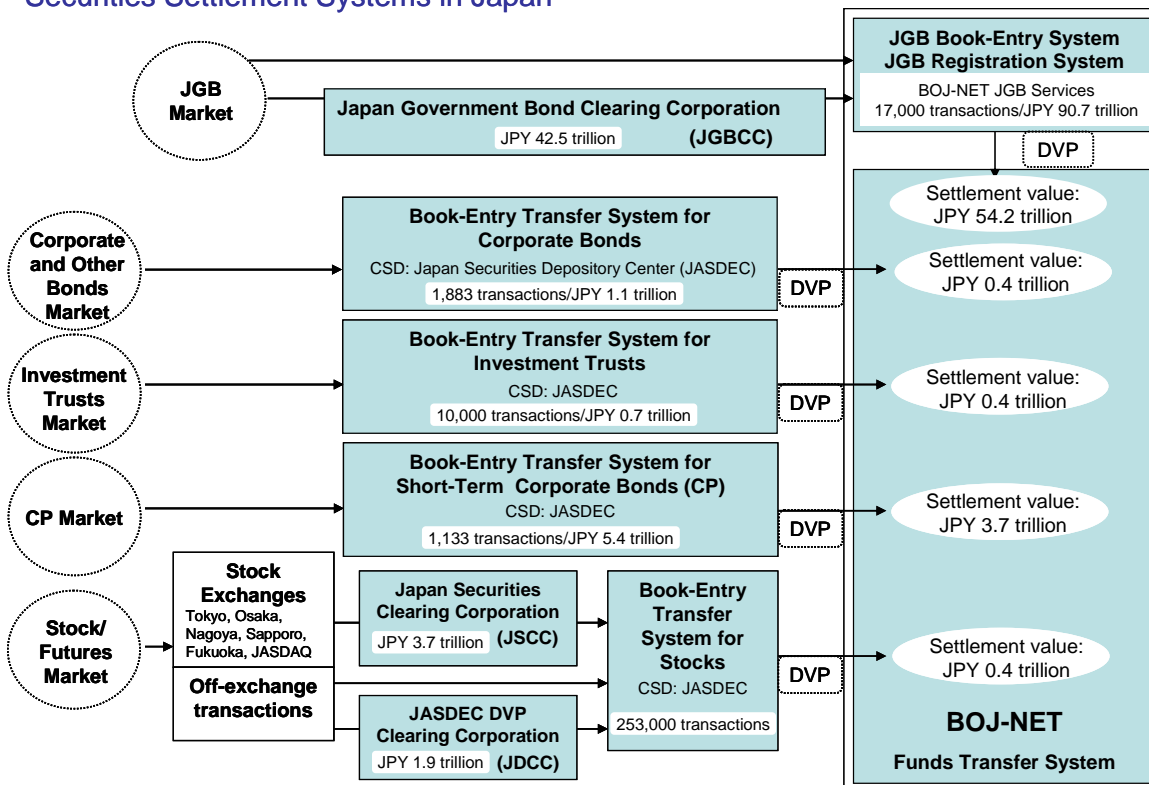 Securities Settlement Systems in Japan
JGB
Market
Japan Government Bond Clearing Corporation
JPY 42.5 trillion (JGBCC)
JGB Book-Entry System
JGB Registration System
BOJ-NET JGB Services
17,000 transactions/JPY 90.7 trillion
DVP
Settlement value:
JPY 54.2 trillion
Corporate
and Other
Bonds
Market
Book-Entry Transfer System for
Corporate Bonds
CSD: Japan Securities Depository Center (JASDEC)
1,883 transactions/JPY 1.1 trillion
DVP
Settlement value:
JPY 0.4 trillion
Investment
Trusts
Market
Book-Entry Transfer System for
Investment Trusts
CSD: JASDEC
10,000 transactions/JPY 0.7 trillion
DVP
Settlement value:
JPY 0.4 trillion
CP Market
Book-Entry Transfer System for
Short-Term Corporate Bonds (CP)
CSD: JASDEC
1,133 transactions/JPY 5.4 trillion
DVP
Settlement value:
JPY 3.7 trillion
Stock/
Futures
Market
Stock
Exchanges
Tokyo, Osaka,
Nagoya, Sapporo,
Fukuoka, JASDAQ
Off-exchange
transactions
Japan Securities
Clearing Corporation
JPY 3.7 trillion (JSCC)
JASDEC DVP
Clearing Corporation
JPY 1.9 trillion (JDCC)
Book-Entry
Transfer
System for
Stocks
CSD: JASDEC
253,000 transactions
DVP
Settlement value:
JPY 0.4 trillion
BOJ-NET
Funds Transfer System